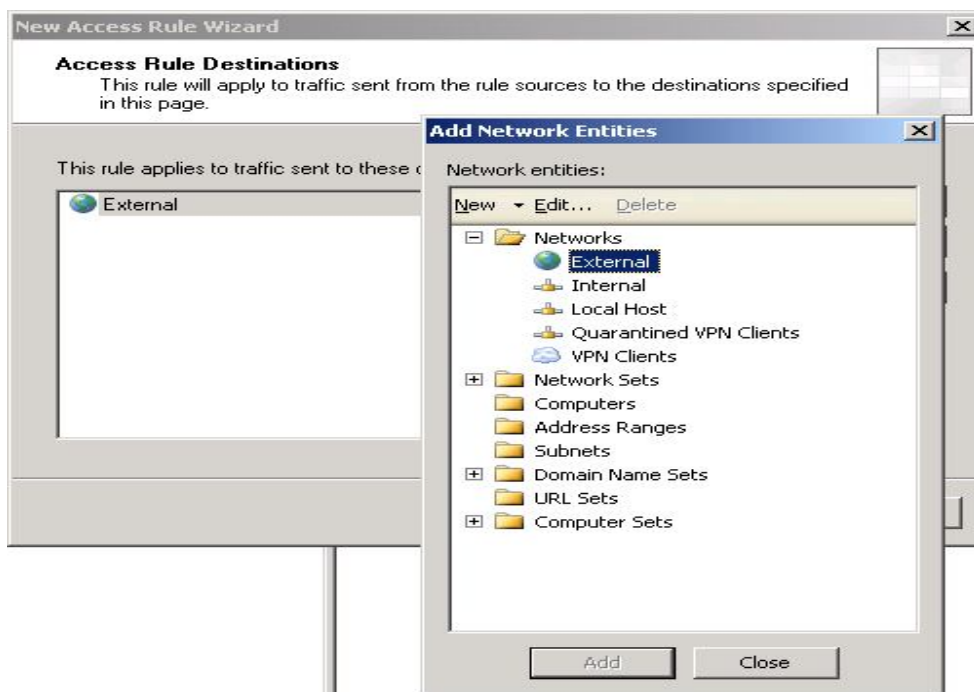 New Access Rule Wizard
Access Rule Destinations
This rule will apply to traffic sent from the rule sources to the destinations specified
in this page.
This rule applies to traffic sent to these
External
Add Network Entities
Network entities:
New Edit... Delete
Networks
External
Internal
Local Host
Quarantined VPN Clients
VPN Clients
Network Sets
Computers
Address Ranges
Subnets
Domain Name Sets
URL Sets
Computer Sets
Add Close